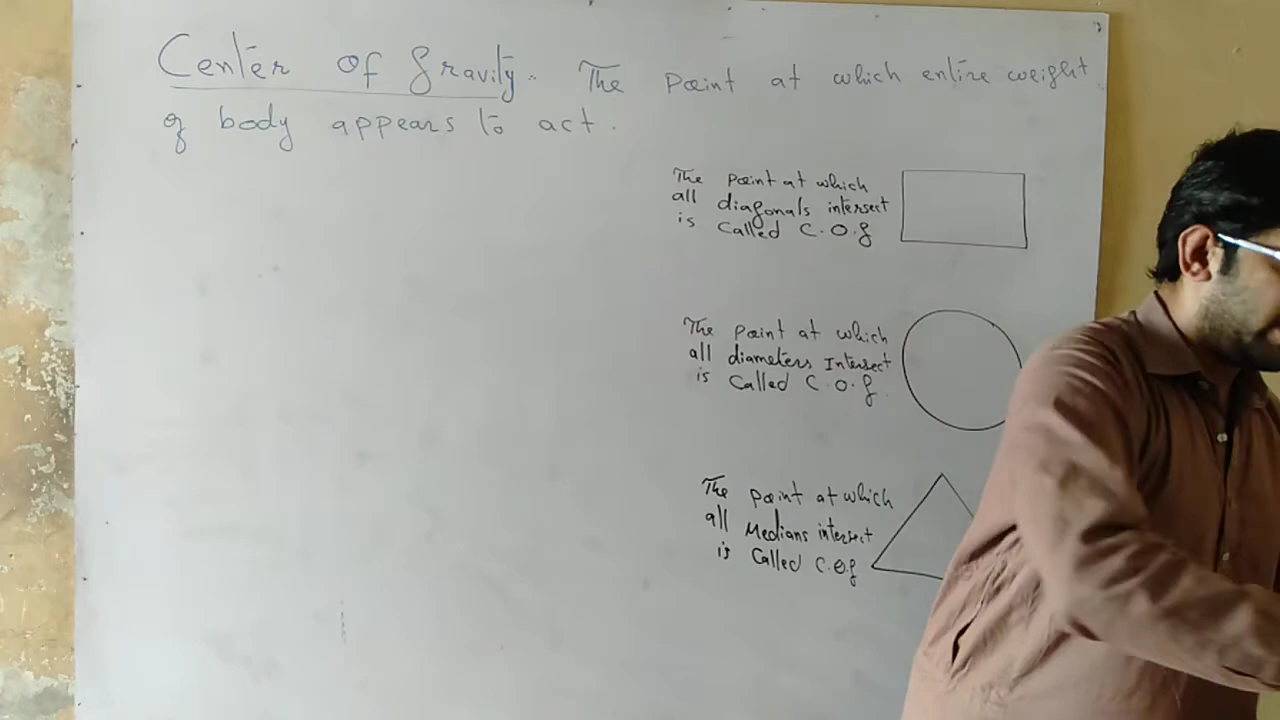 Center of gravity. The point at which entire weight
of body appears to act.
The point at which
all diagonals intersect
is called C.O.g
The point at which
all diameters Intersect
is called C.O.g.
The point at which
all Medians intersect
is called C.O.g